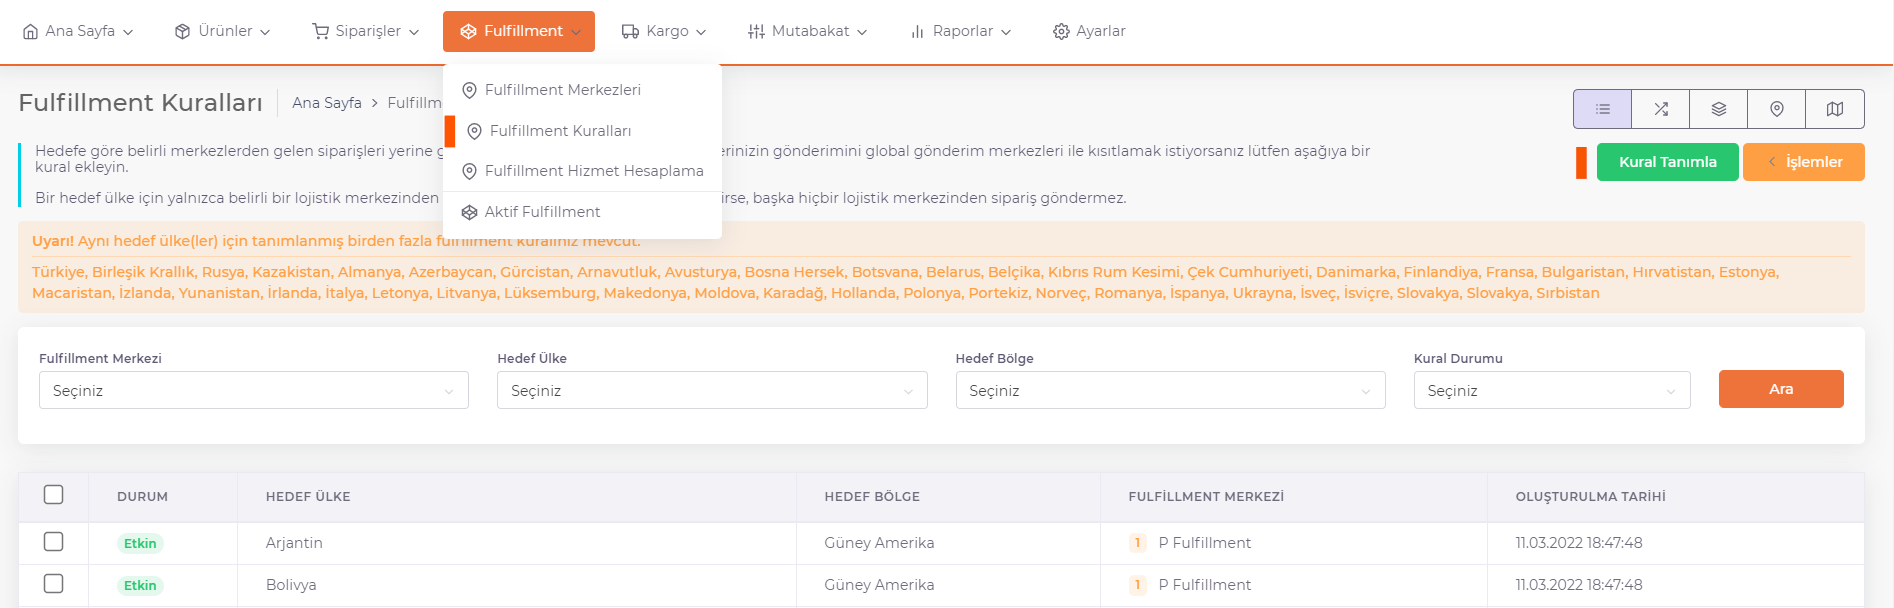 Ana Sayfa
Ürünler
Siparişler
Fulfillment
Kargo
Mutabakat
Raporlar
Ayarlar
Fulfillment Merkezleri
Fulfillment Kuralları
Fulfillment Hizmet Hesaplama
Aktif Fulfillment
Fulfillment Kuralları
Ana Sayfa > Fulfillm
Hedefe göre belirli merkezlerden gelen siparişleri yerine g erinizin gönderimini global gönderim merkezleri ile kısıtlamak istiyorsanız lütfen aşağıya bir
kural ekleyin.
Bir hedef ülke için yalnızca belirli bir lojistik merkezinden irse, başka hiçbir lojistik merkezinden sipariş göndermez.
Kural Tanımla
İşlemler
Uyarı! Aynı hedef ülke(ler) için tanımlanmış birden fazla fulfillment kuralınız mevcut.
Türkiye, Birleşik Krallık, Rusya, Kazakistan, Almanya, Azerbaycan, Gürcistan, Arnavutluk, Avusturya, Bosna Hersek, Botsvana, Belarus, Belçika, Kıbrıs Rum Kesimi, Çek Cumhuriyeti, Danimarka, Finlandiya, Fransa, Bulgaristan, Hırvatistan, Estonya,
Macaristan, İzlanda, Yunanistan, İrlanda, İtalya, Letonya, Litvanya, Lüksemburg, Makedonya, Moldova, Karadağ, Hollanda, Polonya, Portekiz, Norveç, Romanya, İspanya, Ukrayna, İsveç, İsviçre, Slovakya, Slovakya, Sırbistan
Fulfillment Merkezi
Hedef Ülke
Hedef Bölge
Kural Durumu
Seçiniz
Seçiniz
Seçiniz
Seçiniz
Ara
DURUM
HEDEF ÜLKE
HEDEF BÖLGE
FULFİLLMENT MERKEZİ
OLUŞTURULMA TARİHİ
Etkin
Arjantin
Güney Amerika
1 P Fulfillment
11.03.2022 18:47:48
Etkin
Bolivya
Güney Amerika
1 P Fulfillment
11.03.2022 18:47:48